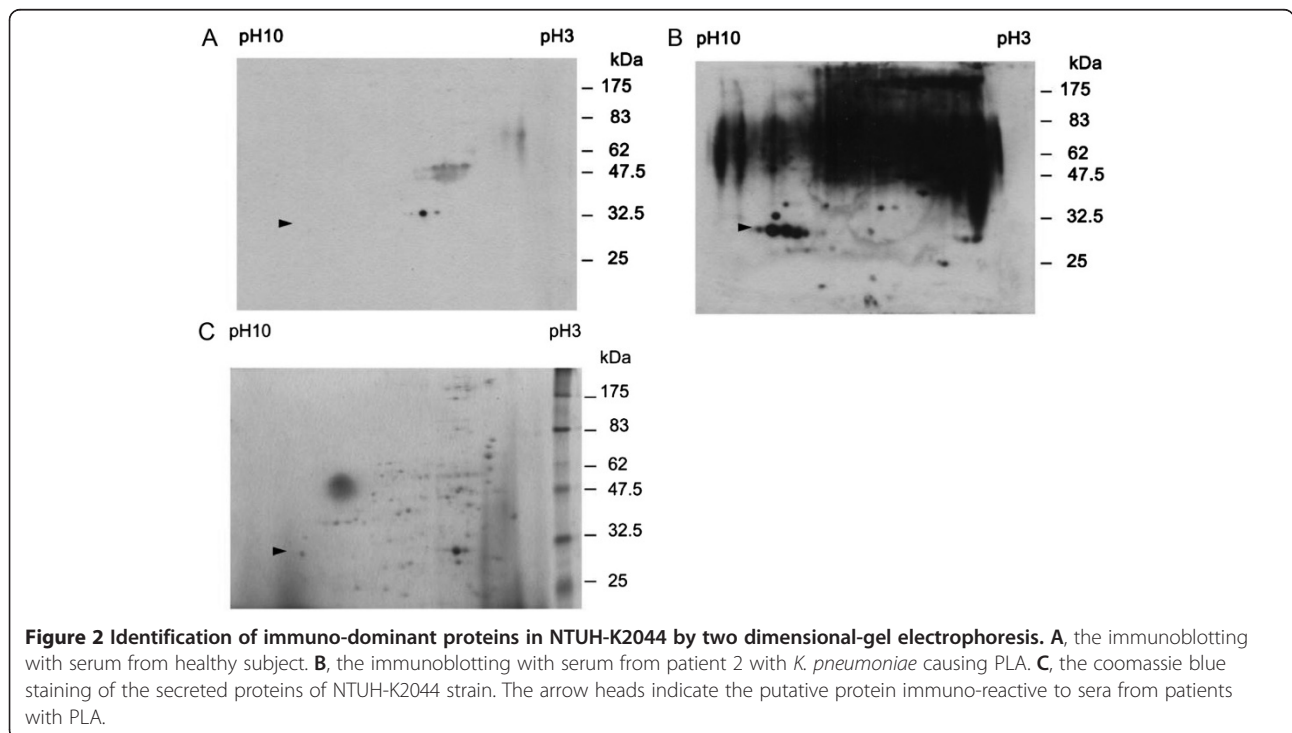 A pH10 pH3
kDa
175
83
62
47.5
32.5
25
B pH10 pH3
kDa
175
83
62
47.5
32.5
25
C pH10 pH3
kDa
175
83
62
47.5
32.5
25
Figure 2 Identification of immuno-dominant proteins in NTUH-K2044 by two dimensional-gel electrophoresis. A, the immunoblotting
with serum from healthy subject. B, the immunoblotting with serum from patient 2 with K. pneumoniae causing PLA. C, the coomassie blue
staining of the secreted proteins of NTUH-K2044 strain. The arrow heads indicate the putative protein immuno-reactive to sera from patients
with PLA.